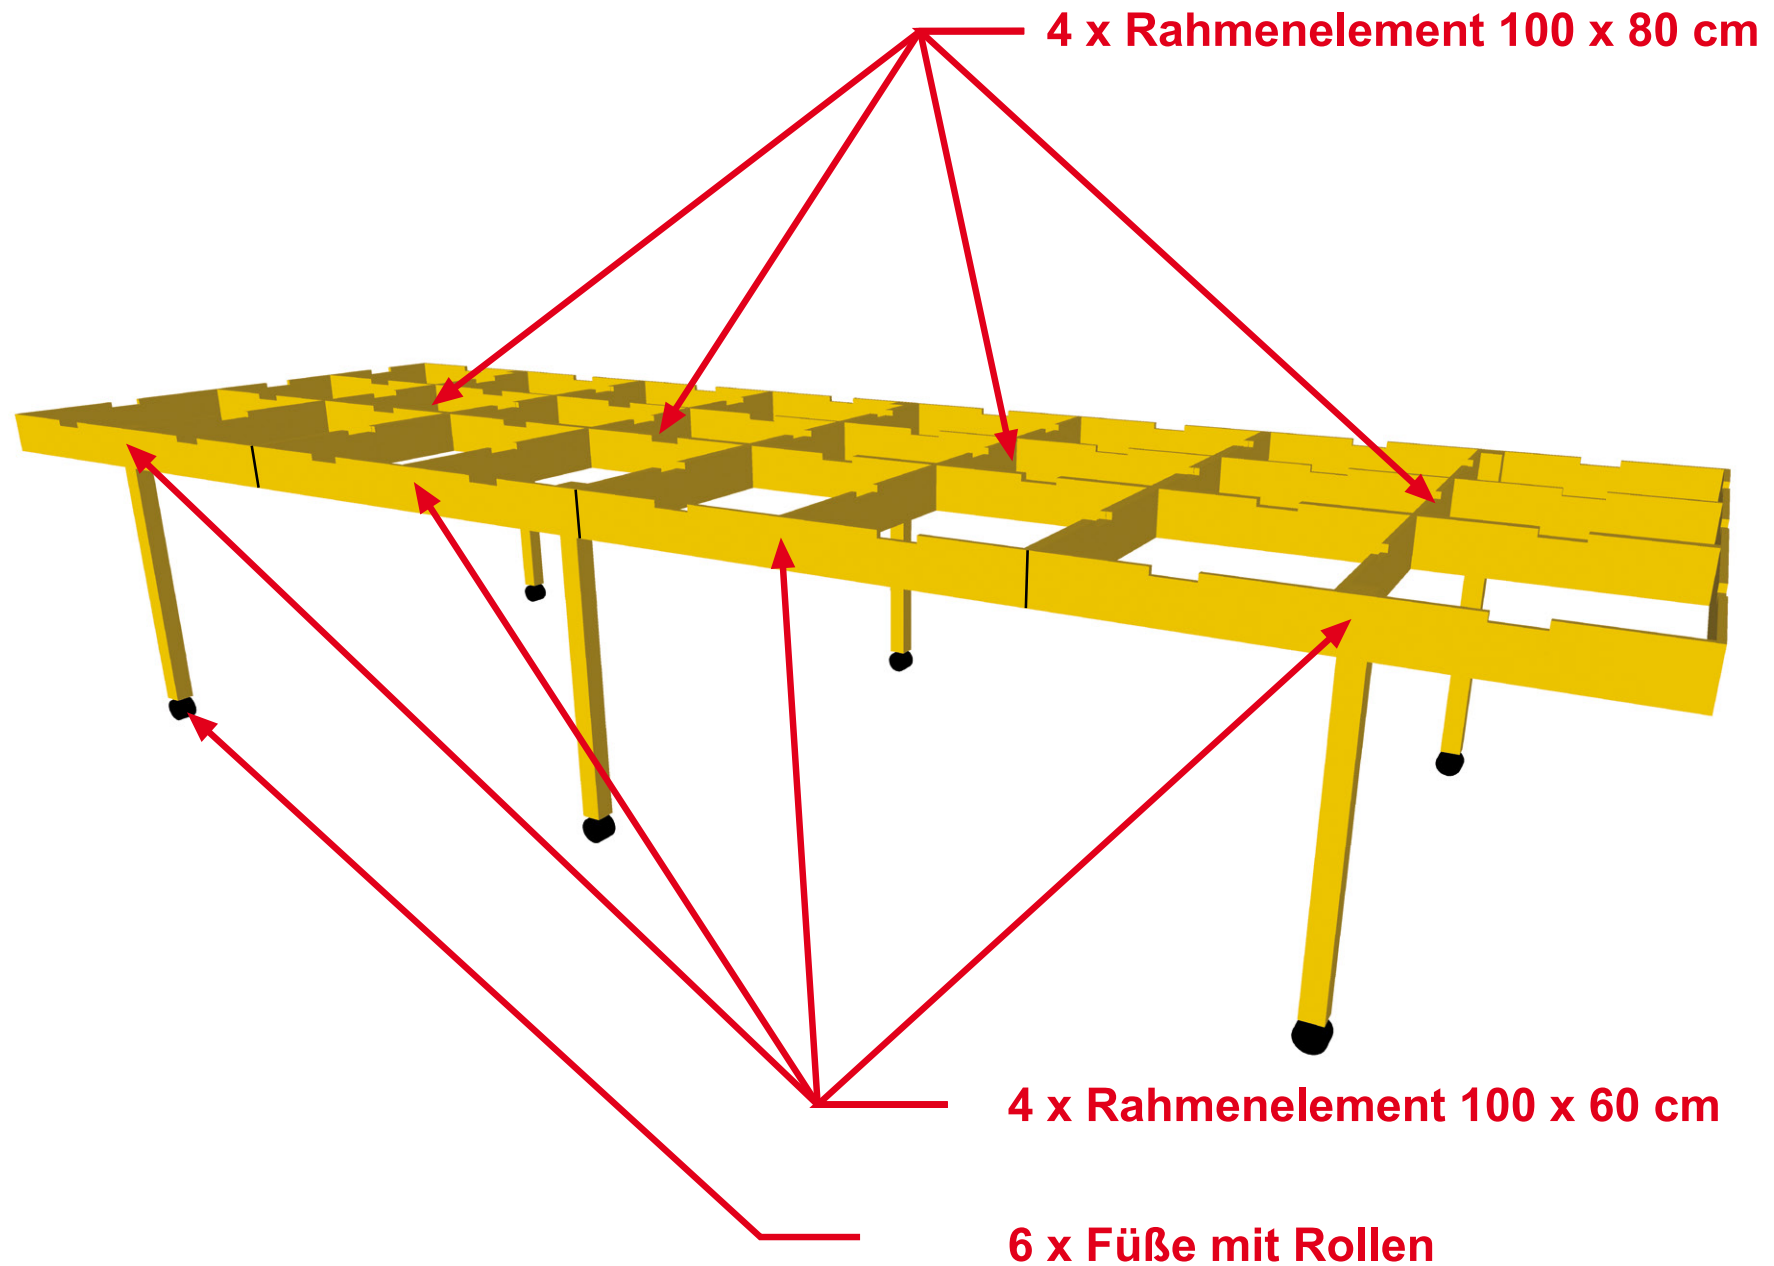 4 x Rahmenelement 100 x 80 cm
4 x Rahmenelement 100 x 60 cm
6 x Füße mit Rollen